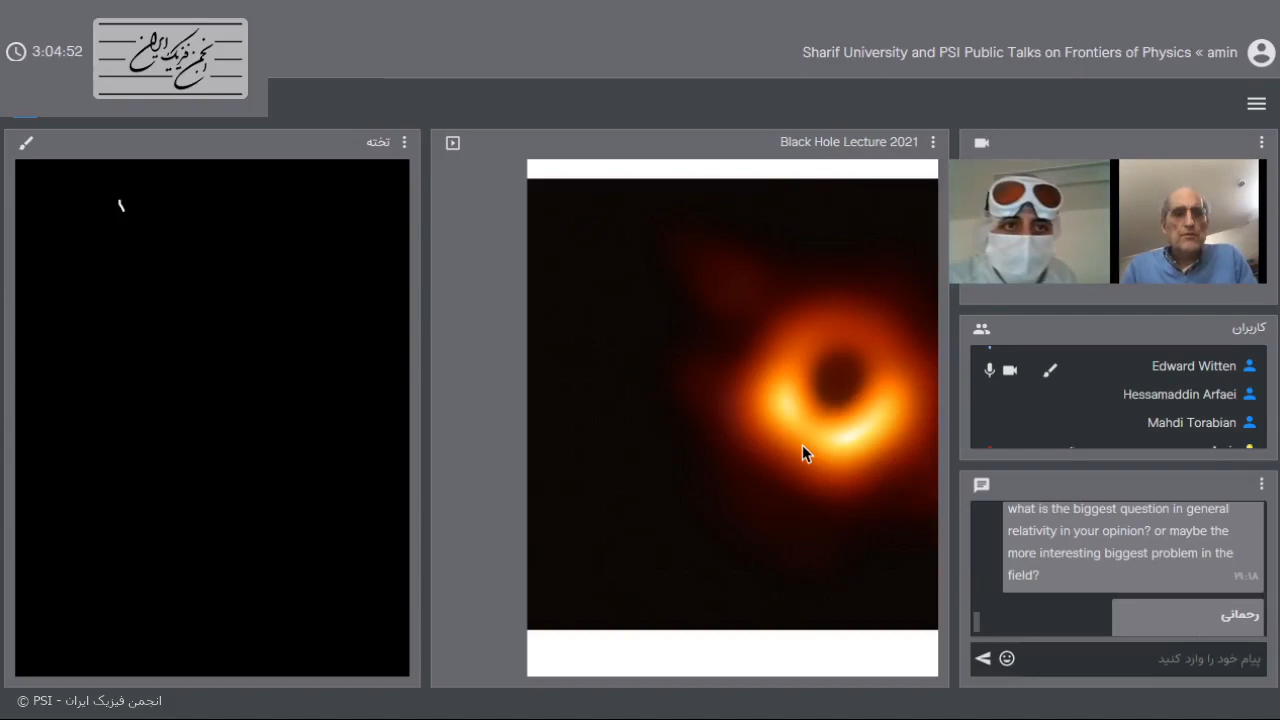 3:04:52
انجمن فیزیک ایران
Sharif University and PSI Public Talks on Frontiers of Physics « amin
تخته
Black Hole Lecture 2021
کاربران
Edward Witten
Hessamaddin Arfaei
Mahdi Torabian
what is the biggest question in general
relativity in your opinion? or maybe the
more interesting biggest problem in the
field?
۱۹:۱۸
رحمانی
پیام خود را وارد کنید
© PSI - انجمن فیزیک ایران